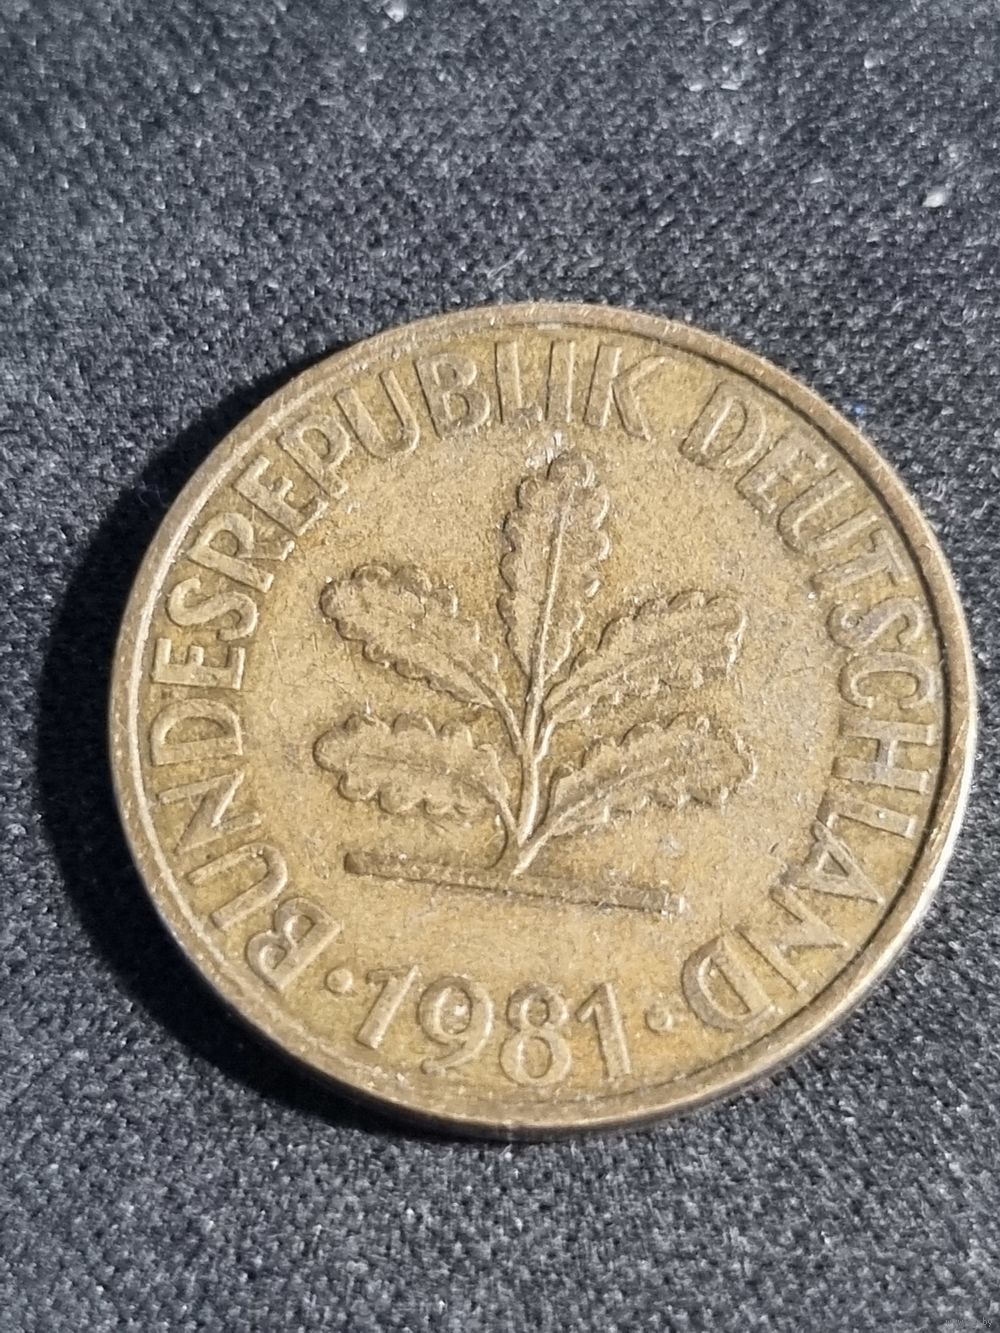 BUNDESREPUBLIK DEUTSCHLAND
· 1981 ·